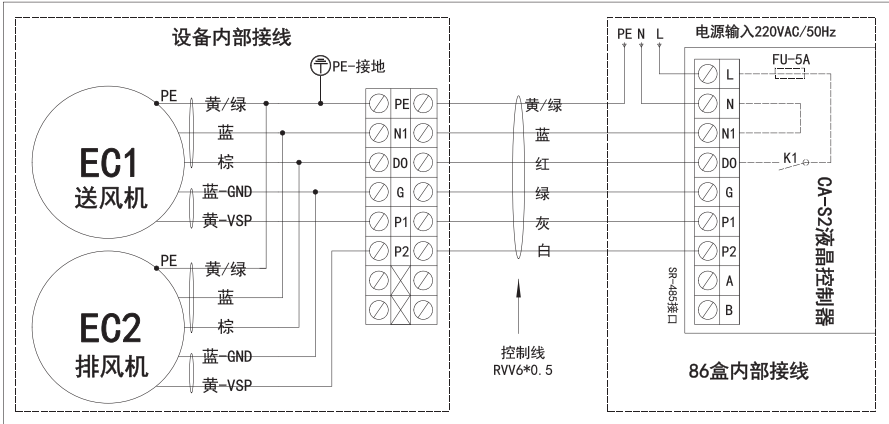 设备内部接线
PE-接地
PE
黄/绿
蓝
棕
EC1
送风机
蓝-GND
黄-VSP
PE
黄/绿
蓝
棕
EC2
排风机
蓝-GND
黄-VSP
PE
N1
D0
G
P1
P2
黄/绿
蓝
红
绿
灰
白
控制线
RVV6*0.5
PE N L
电源输入220VAC/50Hz
FU-5A
L
N
N1
D0
K1
G
P1
P2
A
B
SR-485接口
CA-S2液晶控制器
86盒内部接线